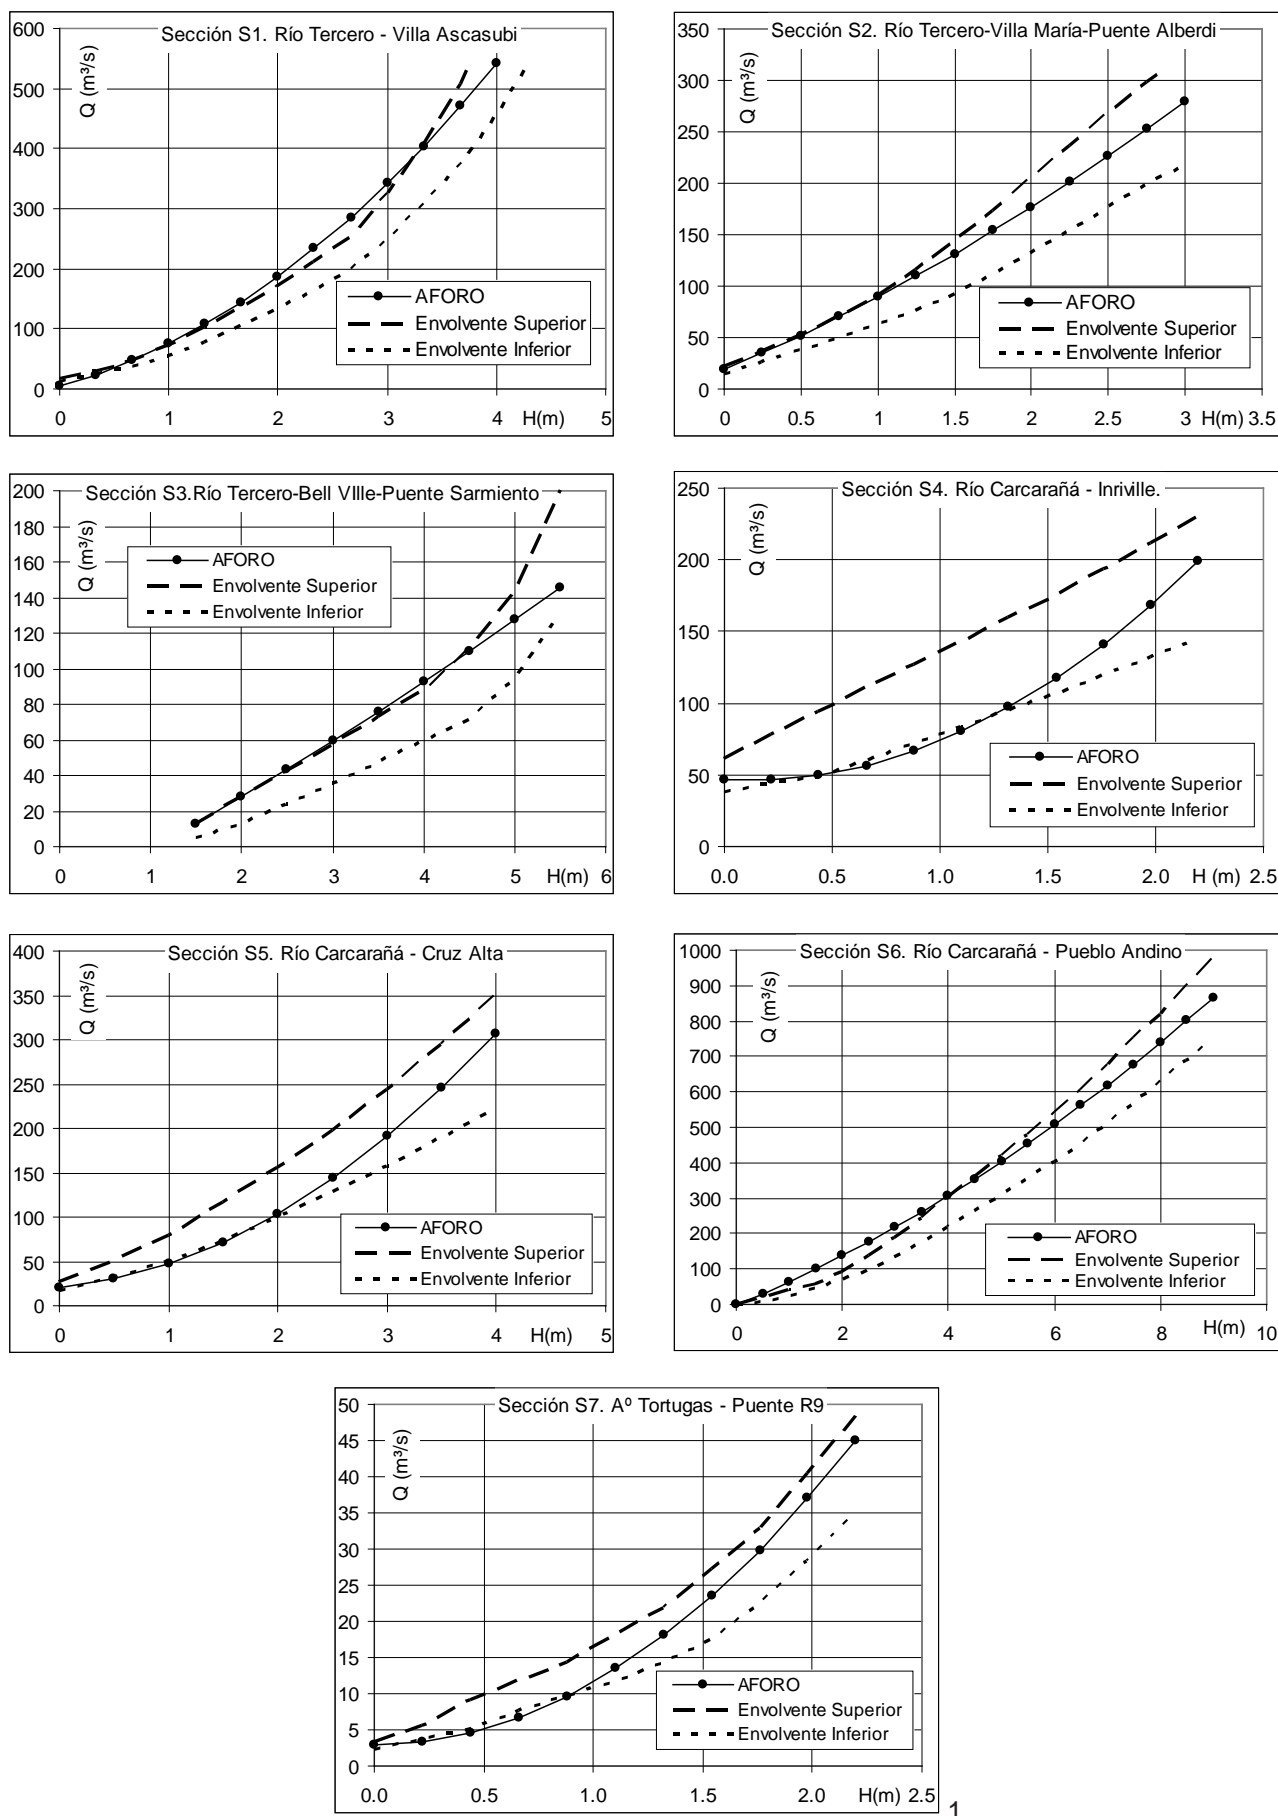 Sección S1. Río Tercero - Villa Ascasubi
Q (m³/s)
600
500
400
300
200
100
0
AFORO
Envolvente Superior
Envolvente Inferior
0 1 2 3 4 H(m) 5
Sección S2. Río Tercero-Villa María-Puente Alberdi
Q (m³/s)
350
300
250
200
150
100
50
0
AFORO
Envolvente Superior
Envolvente Inferior
0 0.5 1 1.5 2 2.5 3 H(m) 3.5
Sección S3.Río Tercero-Bell VIlle-Puente Sarmiento
Q (m³/s)
200
180
160
140
120
100
80
60
40
20
0
AFORO
Envolvente Superior
Envolvente Inferior
0 1 2 3 4 5 H(m) 6
Sección S4. Río Carcarañá - Inriville.
Q (m³/s)
250
200
150
100
50
0
AFORO
Envolvente Superior
Envolvente Inferior
0.0 0.5 1.0 1.5 2.0 H (m) 2.5
Sección S5. Río Carcarañá - Cruz Alta
Q (m³/s)
400
350
300
250
200
150
100
50
0
AFORO
Envolvente Superior
Envolvente Inferior
0 1 2 3 4 H(m) 5
Sección S6. Río Carcarañá - Pueblo Andino
Q (m³/s)
1000
900
800
700
600
500
400
300
200
100
0
AFORO
Envolvente Superior
Envolvente Inferior
0 2 4 6 8 H(m) 10
Sección S7. Aº Tortugas - Puente R9
Q (m³/s)
50
45
40
35
30
25
20
15
10
5
0
AFORO
Envolvente Superior
Envolvente Inferior
0.0 0.5 1.0 1.5 2.0 H(m) 2.5
1